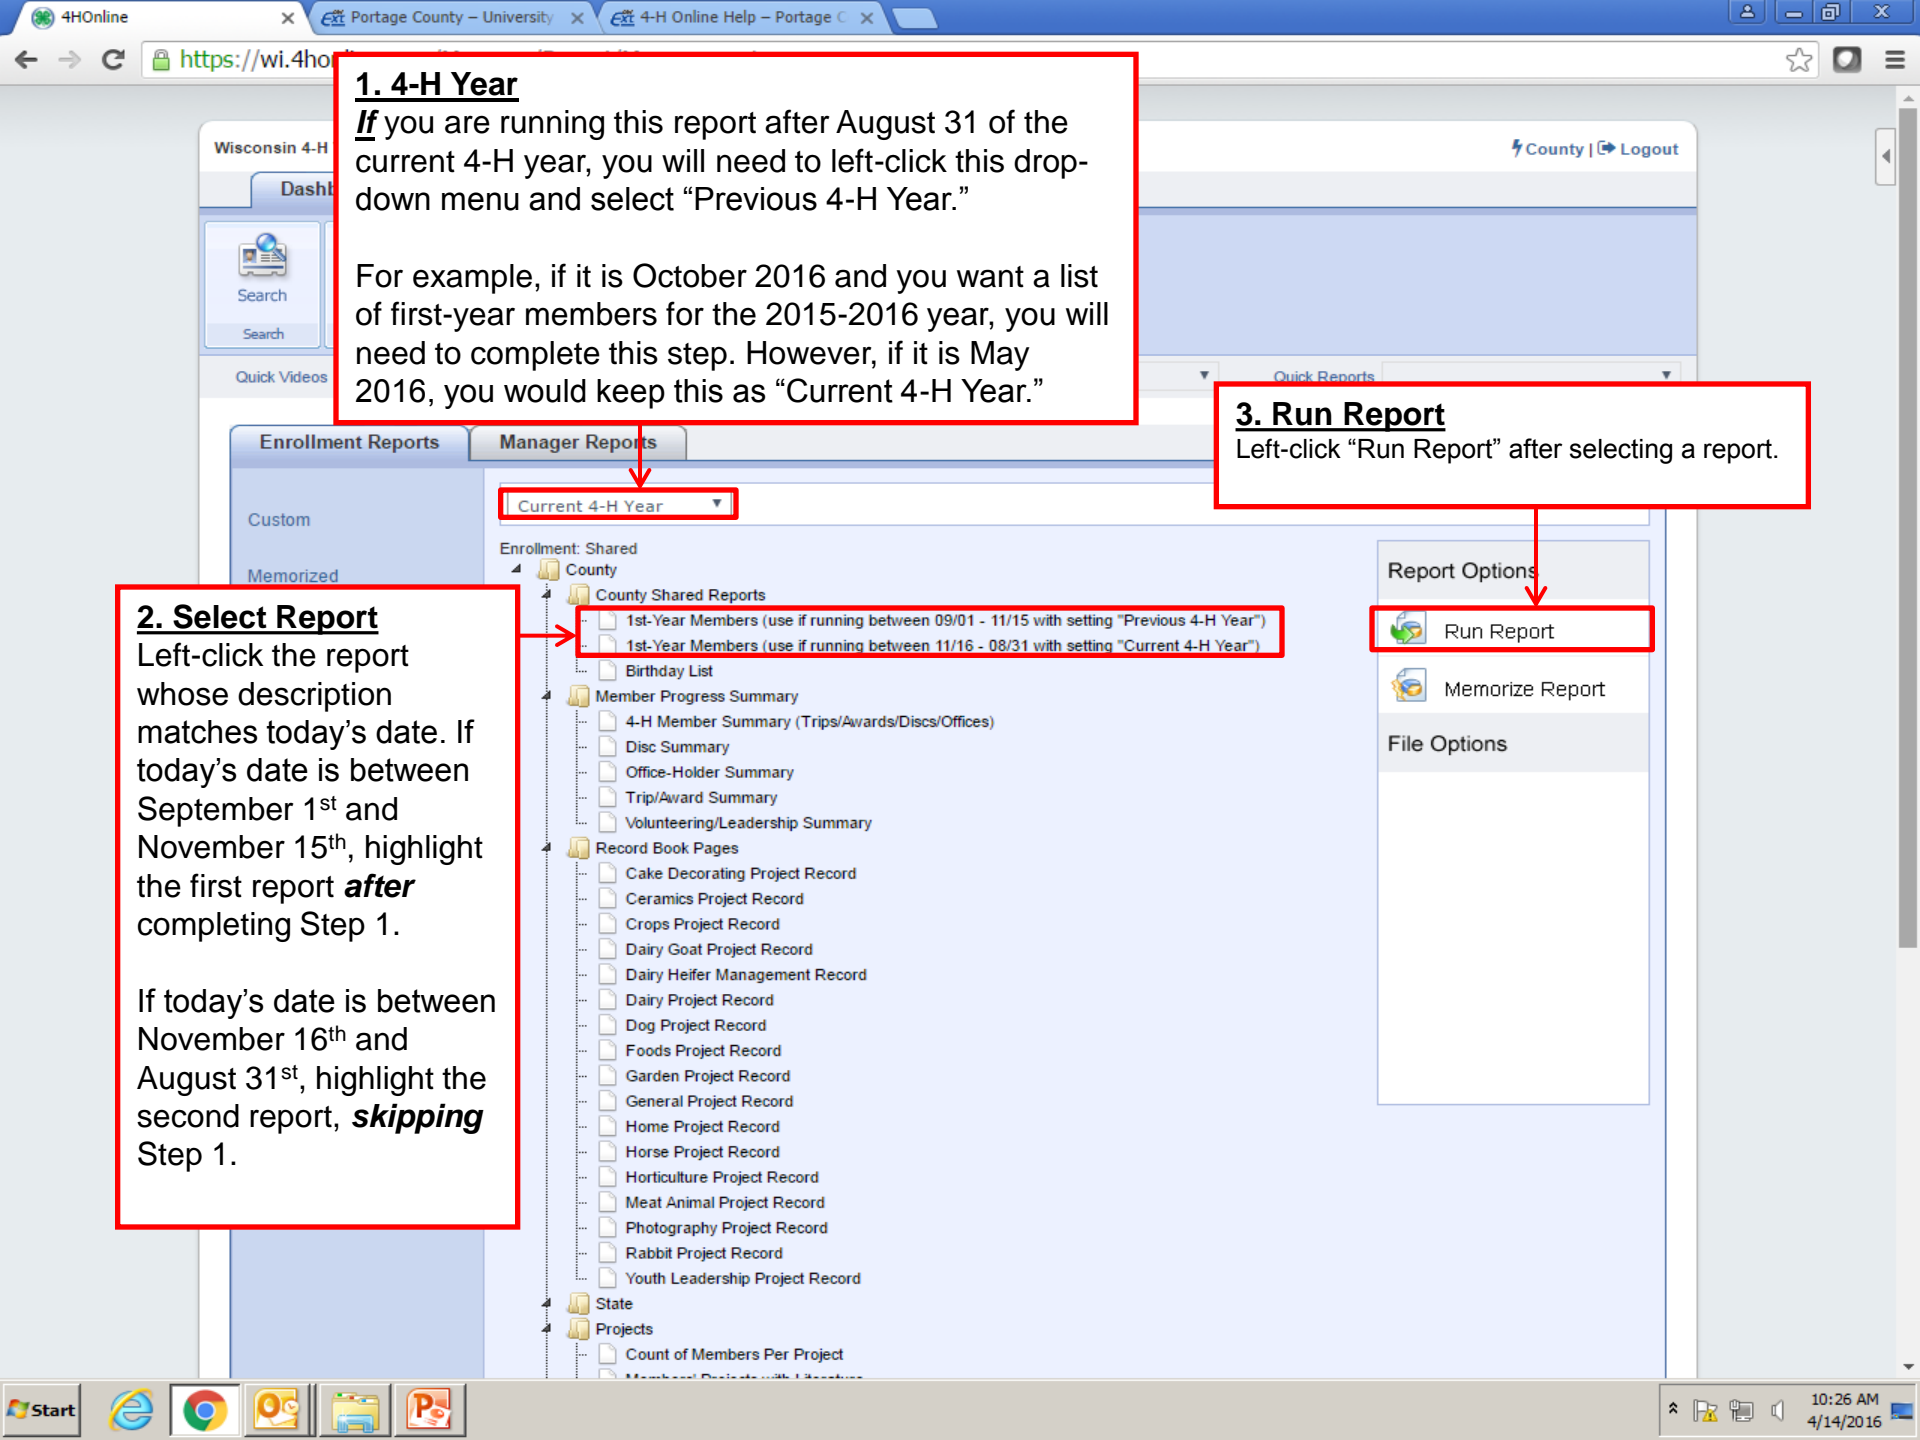 4HOnline
Ext Portage County – University
Ext 4-H Online Help – Portage C
https://wi.4hon
1. 4-H Year
If you are running this report after August 31 of the
current 4-H year, you will need to left-click this drop-
down menu and select “Previous 4-H Year.”
For example, if it is October 2016 and you want a list
of first-year members for the 2015-2016 year, you will
need to complete this step. However, if it is May
2016, you would keep this as “Current 4-H Year.”
Wisconsin 4-H
County | Logout
Dashb
Search
Search
Quick Videos
Quick Reports
3. Run Report
Left-click “Run Report” after selecting a report.
Enrollment Reports
Manager Reports
Custom
Memorized
Current 4-H Year
2. Select Report
Left-click the report
whose description
matches today’s date. If
today’s date is between
September 1st and
November 15th, highlight
the first report after
completing Step 1.
If today’s date is between
November 16th and
August 31st, highlight the
second report, skipping
Step 1.
Enrollment: Shared
County
County Shared Reports
1st-Year Members (use if running between 09/01 - 11/15 with setting "Previous 4-H Year")
1st-Year Members (use if running between 11/16 - 08/31 with setting "Current 4-H Year")
Birthday List
Member Progress Summary
4-H Member Summary (Trips/Awards/Discs/Offices)
Disc Summary
Office-Holder Summary
Trip/Award Summary
Volunteering/Leadership Summary
Record Book Pages
Cake Decorating Project Record
Ceramics Project Record
Crops Project Record
Dairy Goat Project Record
Dairy Heifer Management Record
Dairy Project Record
Dog Project Record
Foods Project Record
Garden Project Record
General Project Record
Home Project Record
Horse Project Record
Horticulture Project Record
Meat Animal Project Record
Photography Project Record
Rabbit Project Record
Youth Leadership Project Record
State
Projects
Count of Members Per Project
Members' Projects with Literature
Report Options
Run Report
Memorize Report
File Options
Start
10:26 AM
4/14/2016